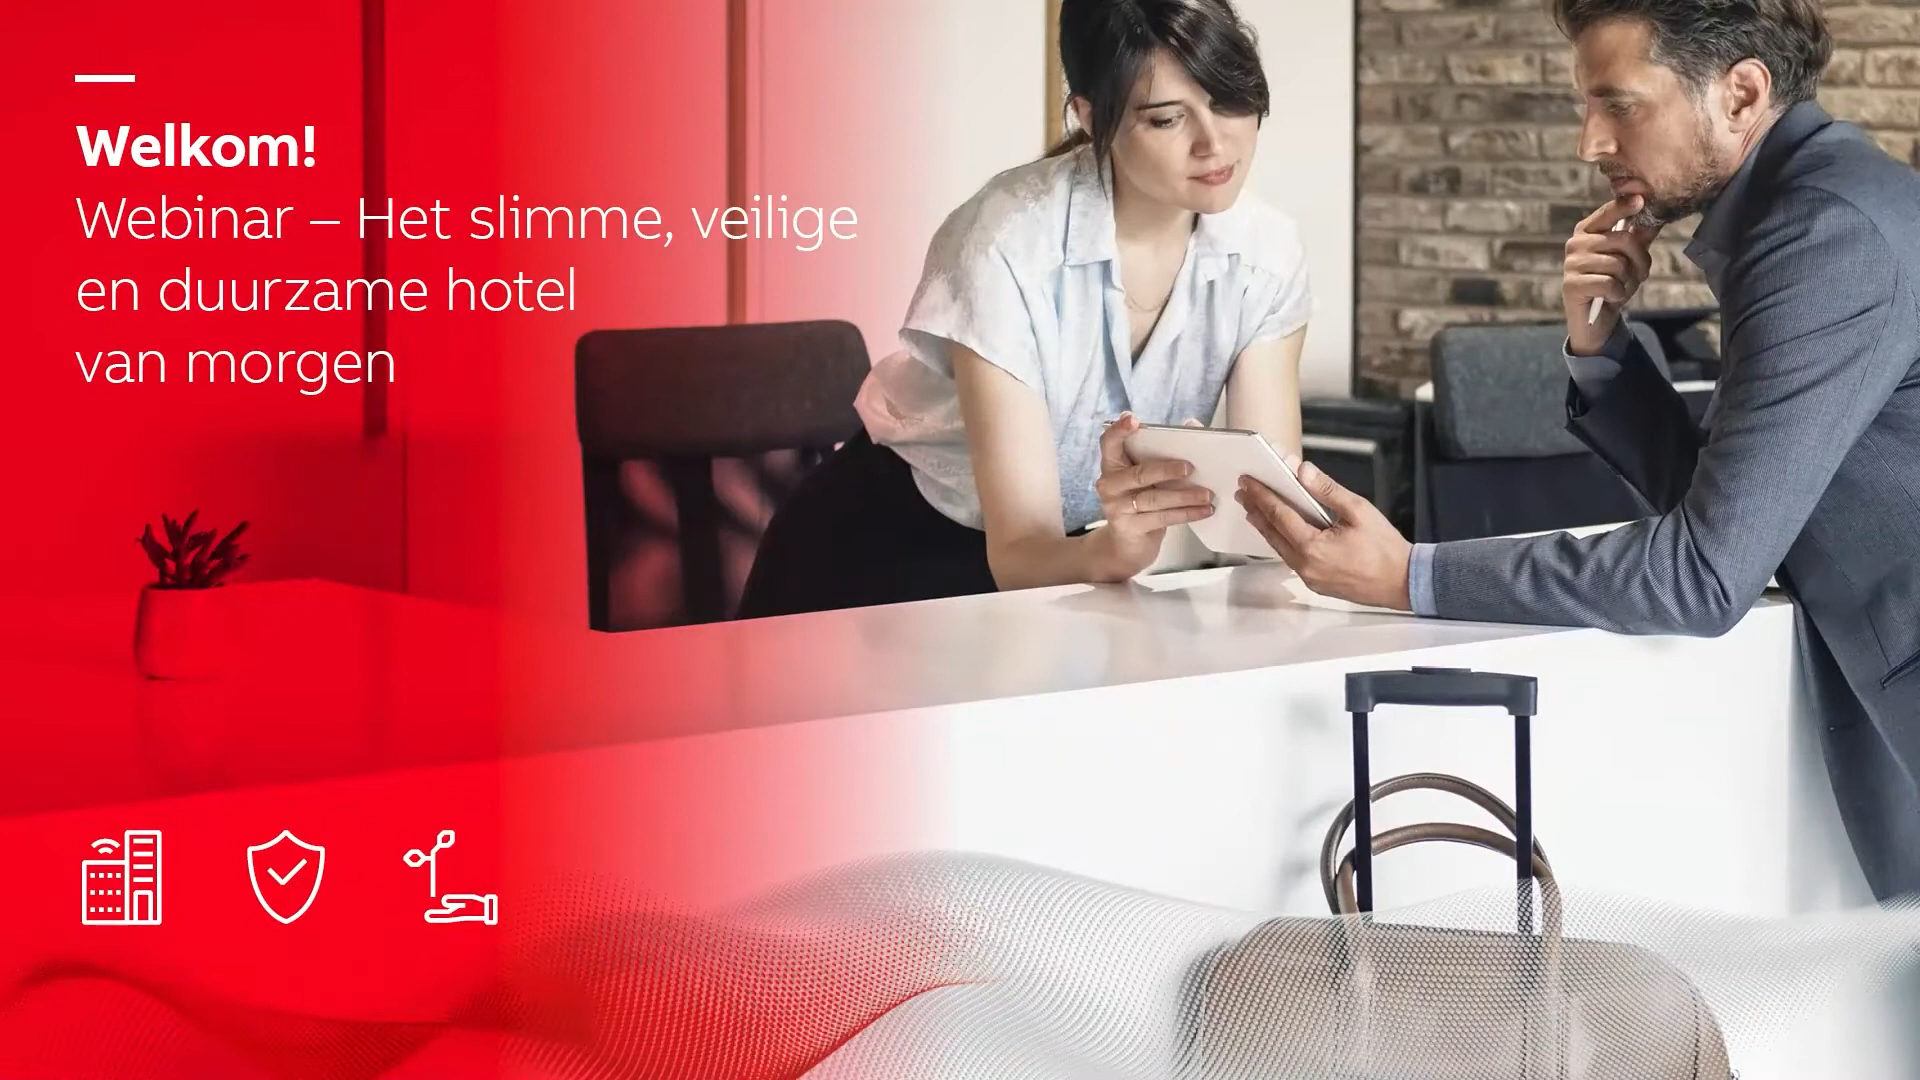 Welkom!
Webinar – Het slimme, veilige
en duurzame hotel
van morgen